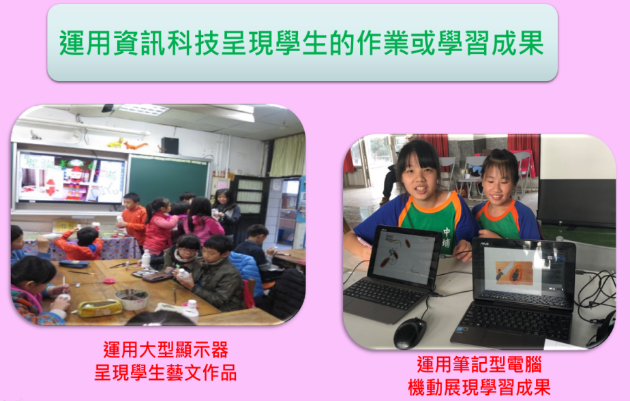 運用資訊科技呈現學生的作業或學習成果
中埔
運用大型顯示器
呈現學生藝文作品
運用筆記型電腦
機動展現學習成果